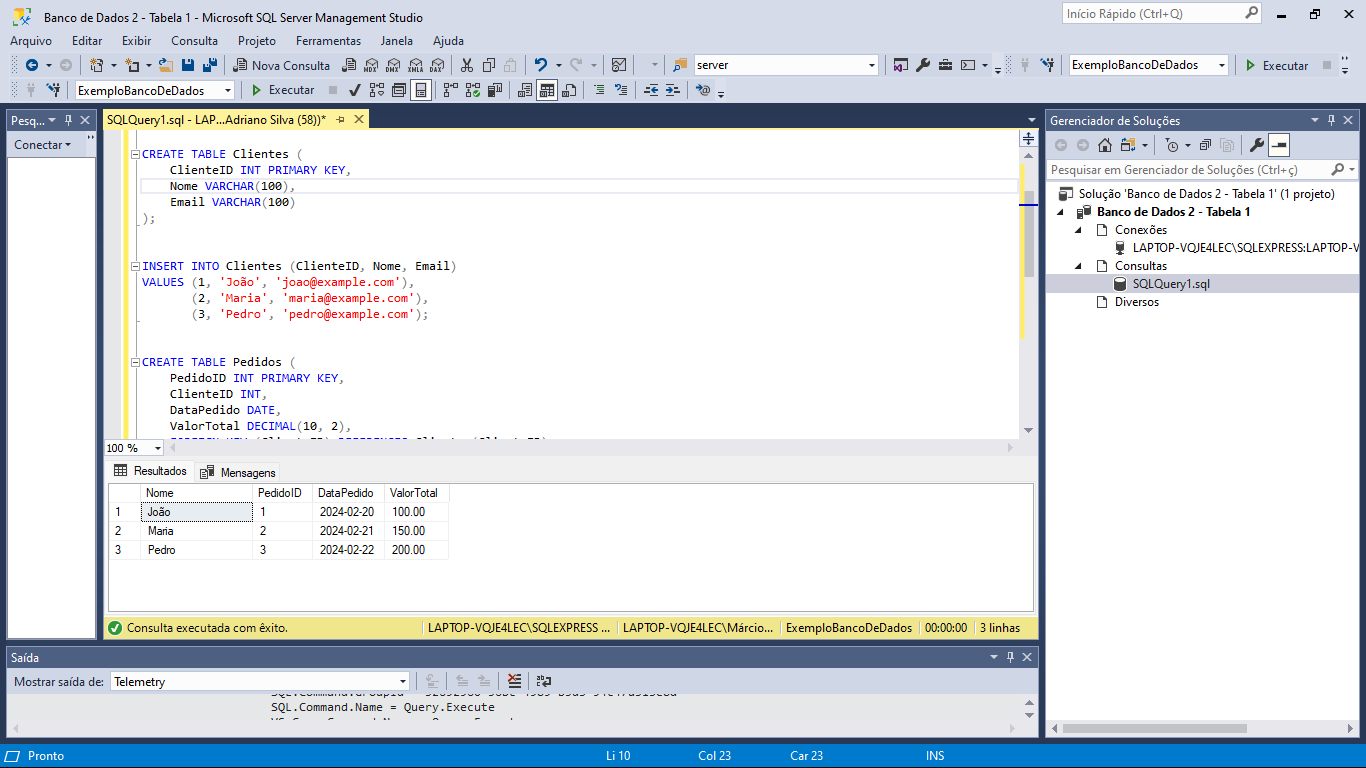 Banco de Dados 2 - Tabela 1 - Microsoft SQL Server Management Studio
Início Rápido (Ctrl+Q)
Arquivo Editar Exibir Consulta Projeto Ferramentas Janela Ajuda
Nova Consulta MDX DMX XMLA DAX server ExemploBancoDeDados Executar
ExemploBancoDeDados Executar
Pesq...
Conectar
SQLQuery1.sql - LAP...Adriano Silva (58))*
CREATE TABLE Clientes (
ClienteID INT PRIMARY KEY,
Nome VARCHAR(100),
Email VARCHAR(100)
);
INSERT INTO Clientes (ClienteID, Nome, Email)
VALUES (1, 'João', 'joao@example.com'),
(2, 'Maria', 'maria@example.com'),
(3, 'Pedro', 'pedro@example.com');
CREATE TABLE Pedidos (
PedidoID INT PRIMARY KEY,
ClienteID INT,
DataPedido DATE,
ValorTotal DECIMAL(10, 2),
100 %
Resultados Mensagens
Nome PedidoID DataPedido ValorTotal
1 João 1 2024-02-20 100.00
2 Maria 2 2024-02-21 150.00
3 Pedro 3 2024-02-22 200.00
Consulta executada com êxito. LAPTOP-VQJE4LEC\SQLEXPRESS ... LAPTOP-VQJE4LEC\Márcio... ExemploBancoDeDados 00:00:00 3 linhas
Gerenciador de Soluções
Pesquisar em Gerenciador de Soluções (Ctrl+ç)
Solução 'Banco de Dados 2 - Tabela 1' (1 projeto)
Banco de Dados 2 - Tabela 1
Conexões
LAPTOP-VQJE4LEC\SQLEXPRESS:LAPTOP-V
Consultas
SQLQuery1.sql
Diversos
Saída
Mostrar saída de: Telemetry
SQL.Command.Name = Query.Execute
Pronto Li 10 Col 23 Car 23 INS